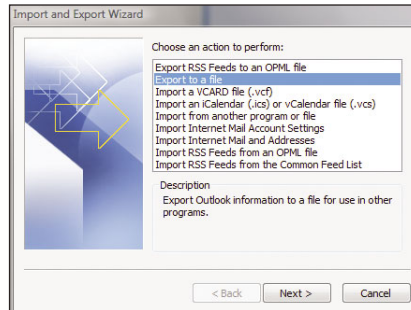 Import and Export Wizard
Choose an action to perform:
Export RSS Feeds to an OPML file
Export to a file
Import a VCARD file (.vcf)
Import an iCalendar (.ics) or vCalendar file (.vcs)
Import from another program or file
Import Internet Mail Account Settings
Import Internet Mail and Addresses
Import RSS Feeds from an OPML file
Import RSS Feeds from the Common Feed List
Description
Export Outlook information to a file for use in other
programs.
< Back
Next >
Cancel